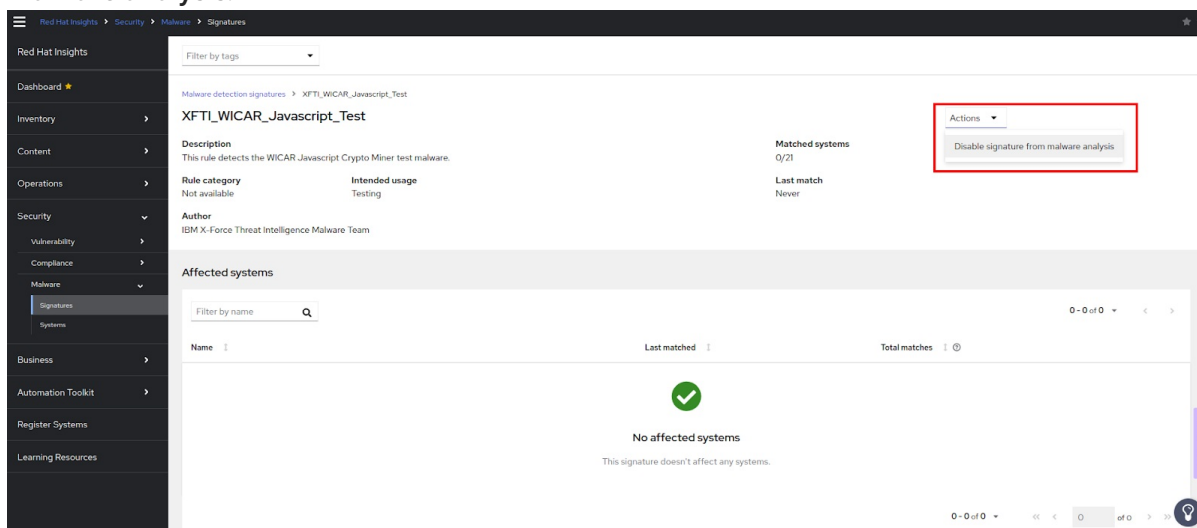 Red Hat Insights > Security > Malware > Signatures
Red Hat Insights
Dashboard
Inventory
Content
Operations
Security
Vulnerability
Compliance
Malware
Signatures
Systems
Business
Automation Toolkit
Register Systems
Learning Resources
Filter by tags
Malware detection signatures > XFTI_WICAR_Javascript_Test
XFTI_WICAR_Javascript_Test
Actions
Disable signature from malware analysis
Description
This rule detects the WICAR Javascript Crypto Miner test malware.
Matched systems
0/21
Rule category
Not available
Intended usage
Testing
Last match
Never
Author
IBM X-Force Threat Intelligence Malware Team
Affected systems
Filter by name
0 - 0 of 0
Name
Last matched
Total matches
No affected systems
This signature doesn't affect any systems.
0 - 0 of 0
0 of 0